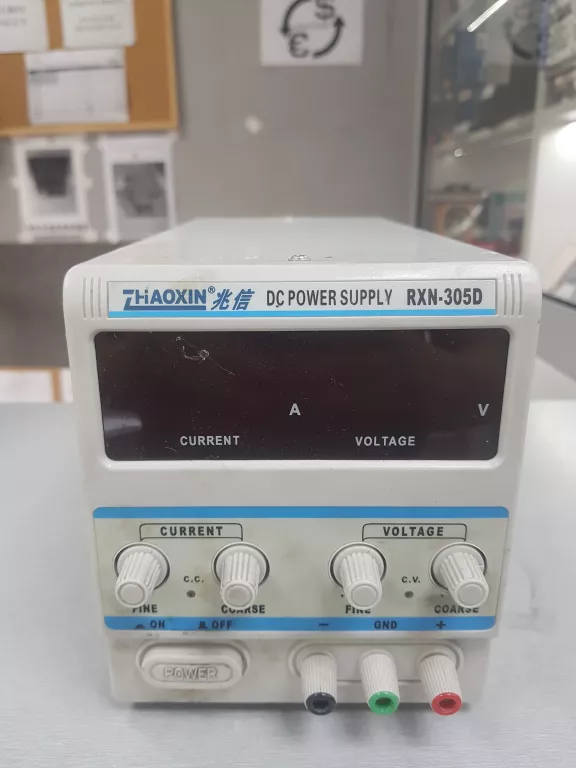 ZHAOXIN® 兆信 DC POWER SUPPLY RXN-305D
A V
CURRENT VOLTAGE
CURRENT VOLTAGE
C.C. C.V.
FINE COARSE FINE COARSE
ON OFF − GND +
POWER